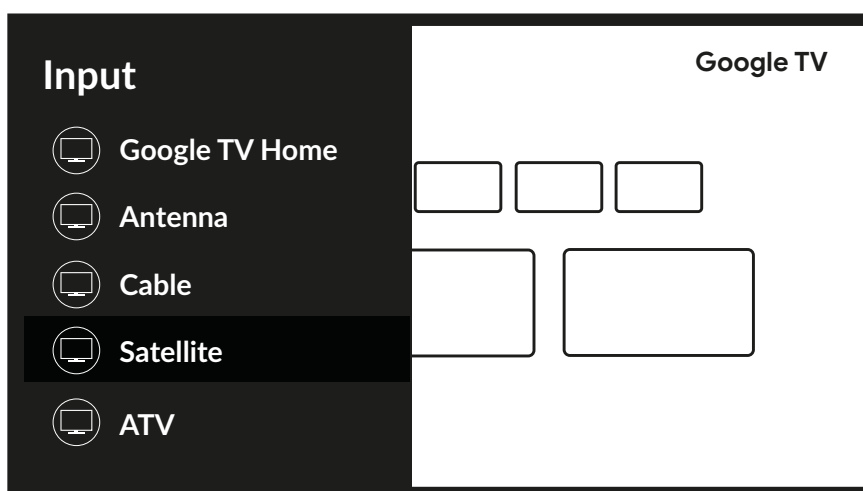 Input
Google TV
Google TV Home
Antenna
Cable
Satellite
ATV